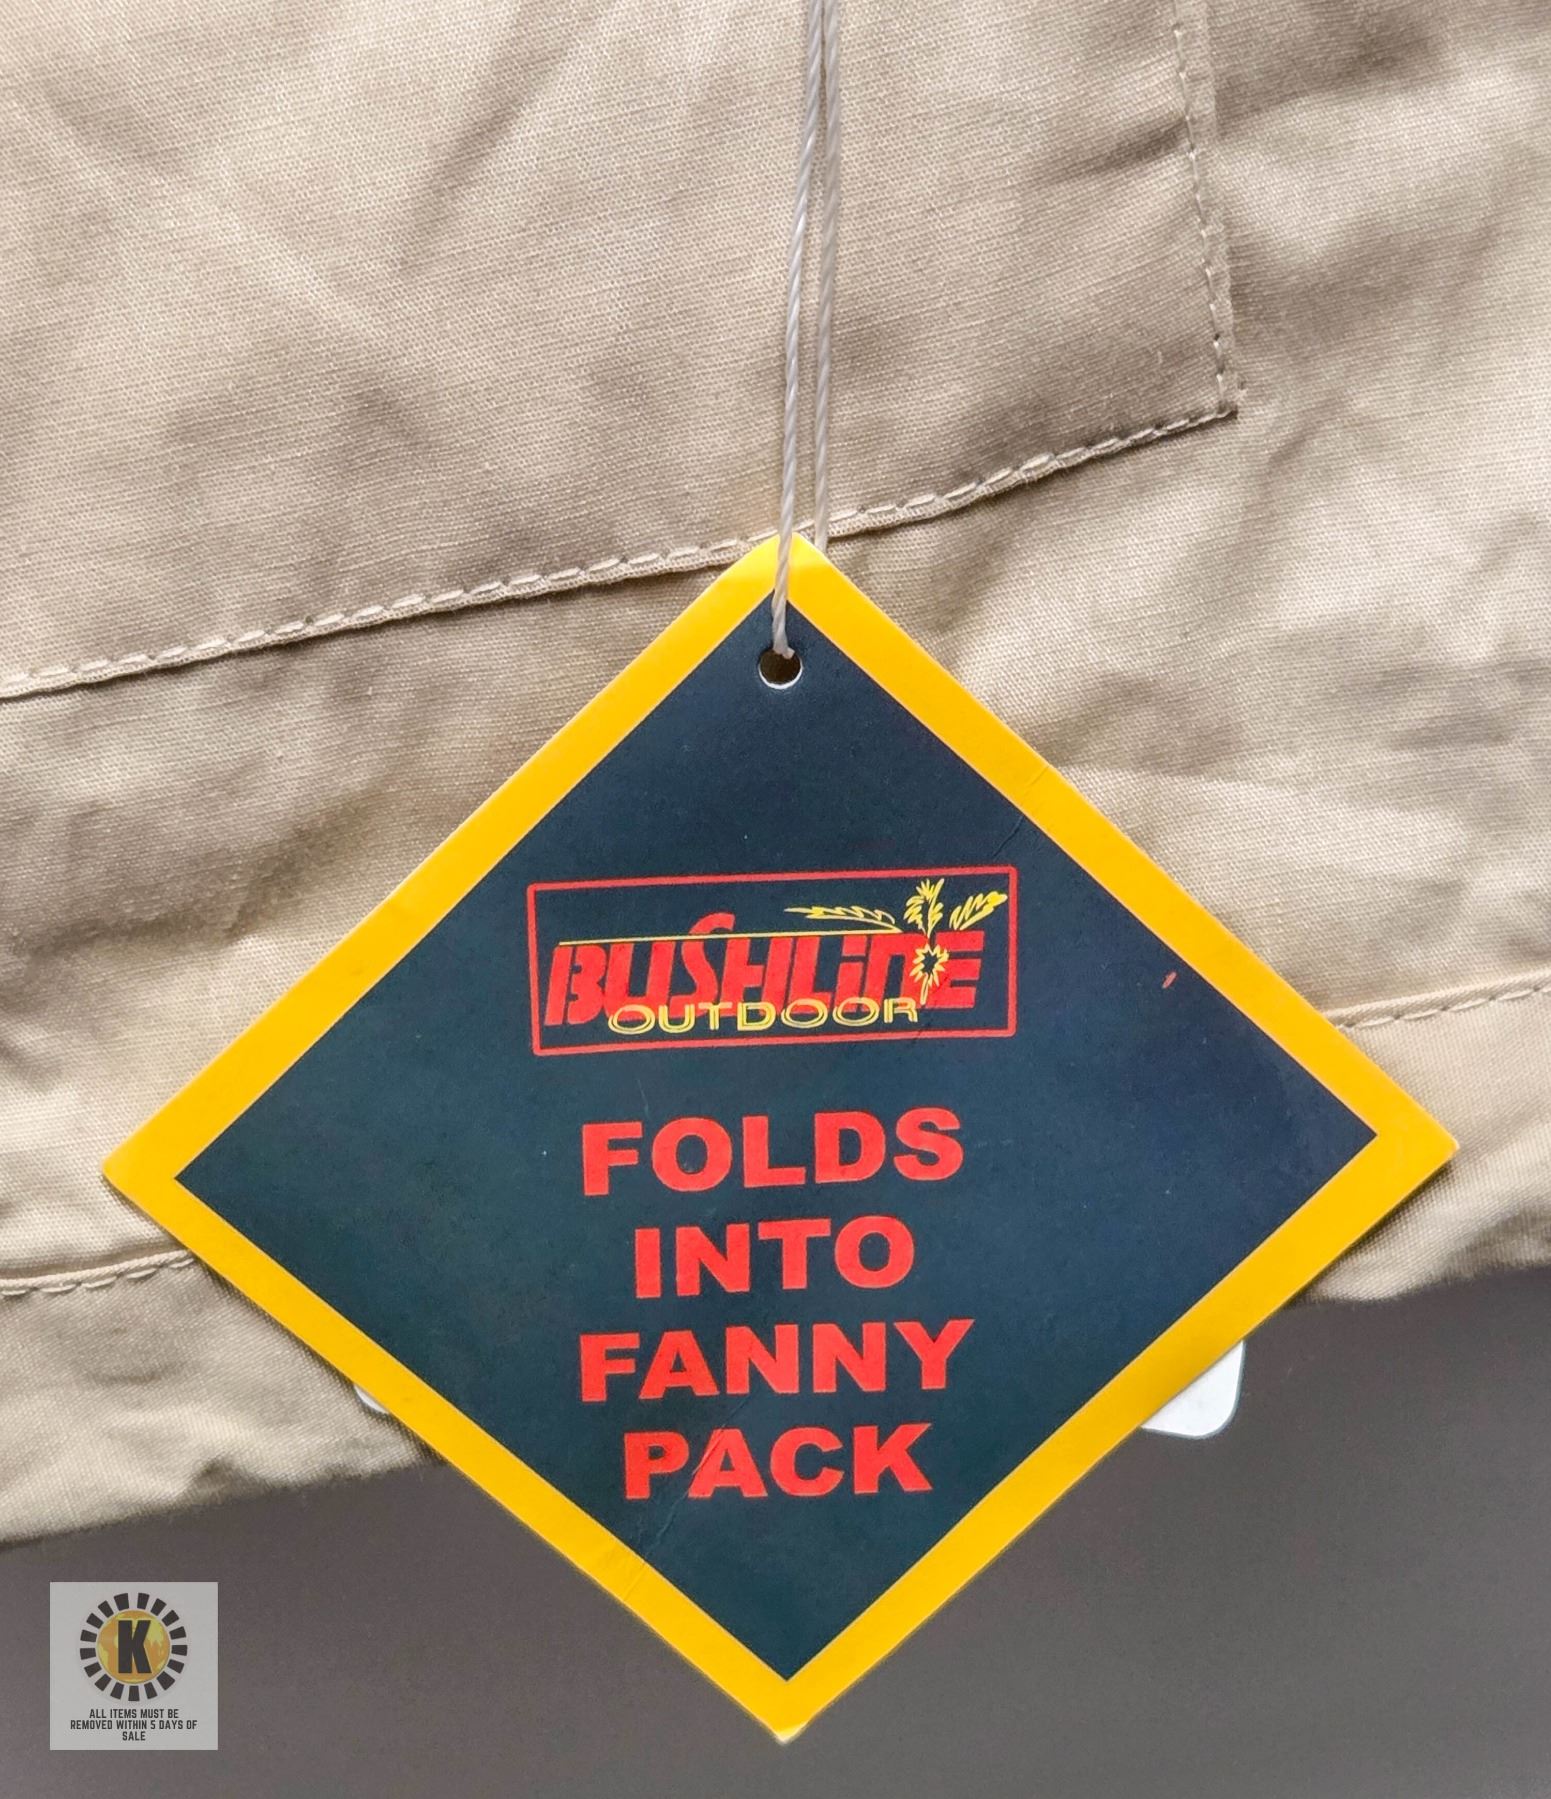 BUSHLINE
OUTDOOR
FOLDS
INTO
FANNY
PACK
K
ALL ITEMS MUST BE
REMOVED WITHIN 5 DAYS OF
SALE